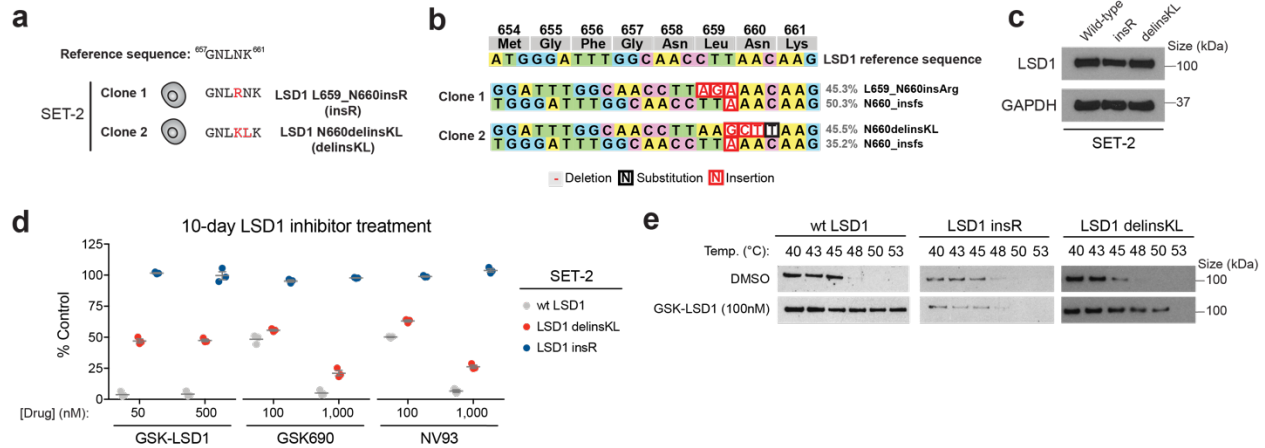 a
Reference sequence: ⁶⁵⁷GNLNK⁶⁶¹
SET-2
Clone 1
GNLRNK
LSD1 L659_N660insR
(insR)
Clone 2
GNLKLK
LSD1 N660delinsKL
(delinsKL)
b
654 655 656 657 658 659 660 661
Met Gly Phe Gly Asn Leu Asn Lys
ATGGGATTTGGCAACCTTAACAAG LSD1 reference sequence
Clone 1
GGATTTGGCAACCTTAGAAACAAG 45.3% L659_N660insArg
TGGGATTTGGCAACCTTAAACAAG 50.3% N660_insfs
Clone 2
GGATTTGGCAACCTTAAGCTTAAG 45.5% N660delinsKL
TGGGATTTGGCAACCTTAAACAAG 35.2% N660_insfs
- Deletion N Substitution N Insertion
c
Wild-type insR delinsKL
Size (kDa)
LSD1
100
GAPDH
37
SET-2
d
10-day LSD1 inhibitor treatment
% Control
125
100
75
50
25
0
[Drug] (nM): 50 500 100 1,000 100 1,000
GSK-LSD1 GSK690 NV93
SET-2
wt LSD1
LSD1 delinsKL
LSD1 insR
e
wt LSD1 LSD1 insR LSD1 delinsKL
Temp. (°C): 40 43 45 48 50 53 40 43 45 48 50 53 40 43 45 48 50 53
Size (kDa)
DMSO
100
GSK-LSD1 (100nM)
100